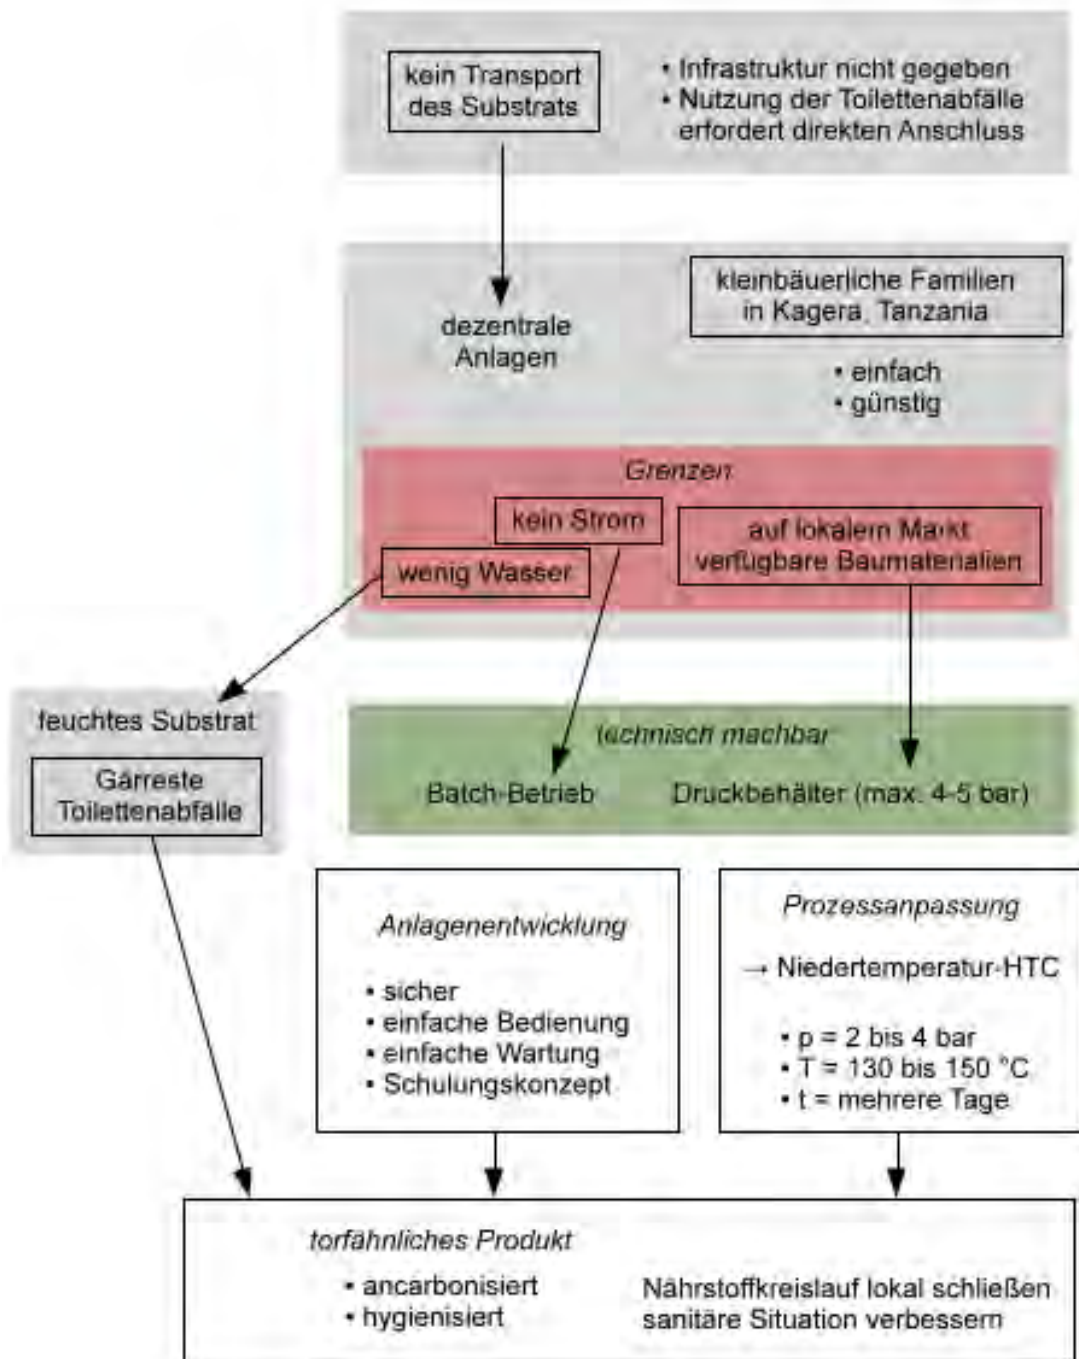 kein Transport
des Substrats
• Infrastruktur nicht gegeben
• Nutzung der Toilettenabfälle
erfordert direkten Anschluss
dezentrale
Anlagen
kleinbäuerliche Familien
in Kagera, Tanzania
• einfach
• günstig
Grenzen
kein Strom
wenig Wasser
auf lokalem Markt
verfügbare Baumaterialien
feuchtes Substrat
Gärreste
Toilettenabfälle
technisch machbar
Batch-Betrieb
Druckbehälter (max. 4-5 bar)
Anlagenentwicklung
• sicher
• einfache Bedienung
• einfache Wartung
• Schulungskonzept
Prozessanpassung
→ Niedertemperatur-HTC
• p = 2 bis 4 bar
• T = 130 bis 150 °C
• t = mehrere Tage
torfähnliches Produkt
• ancarbonisiert
• hygienisiert
Nährstoffkreislauf lokal schließen
sanitäre Situation verbessern